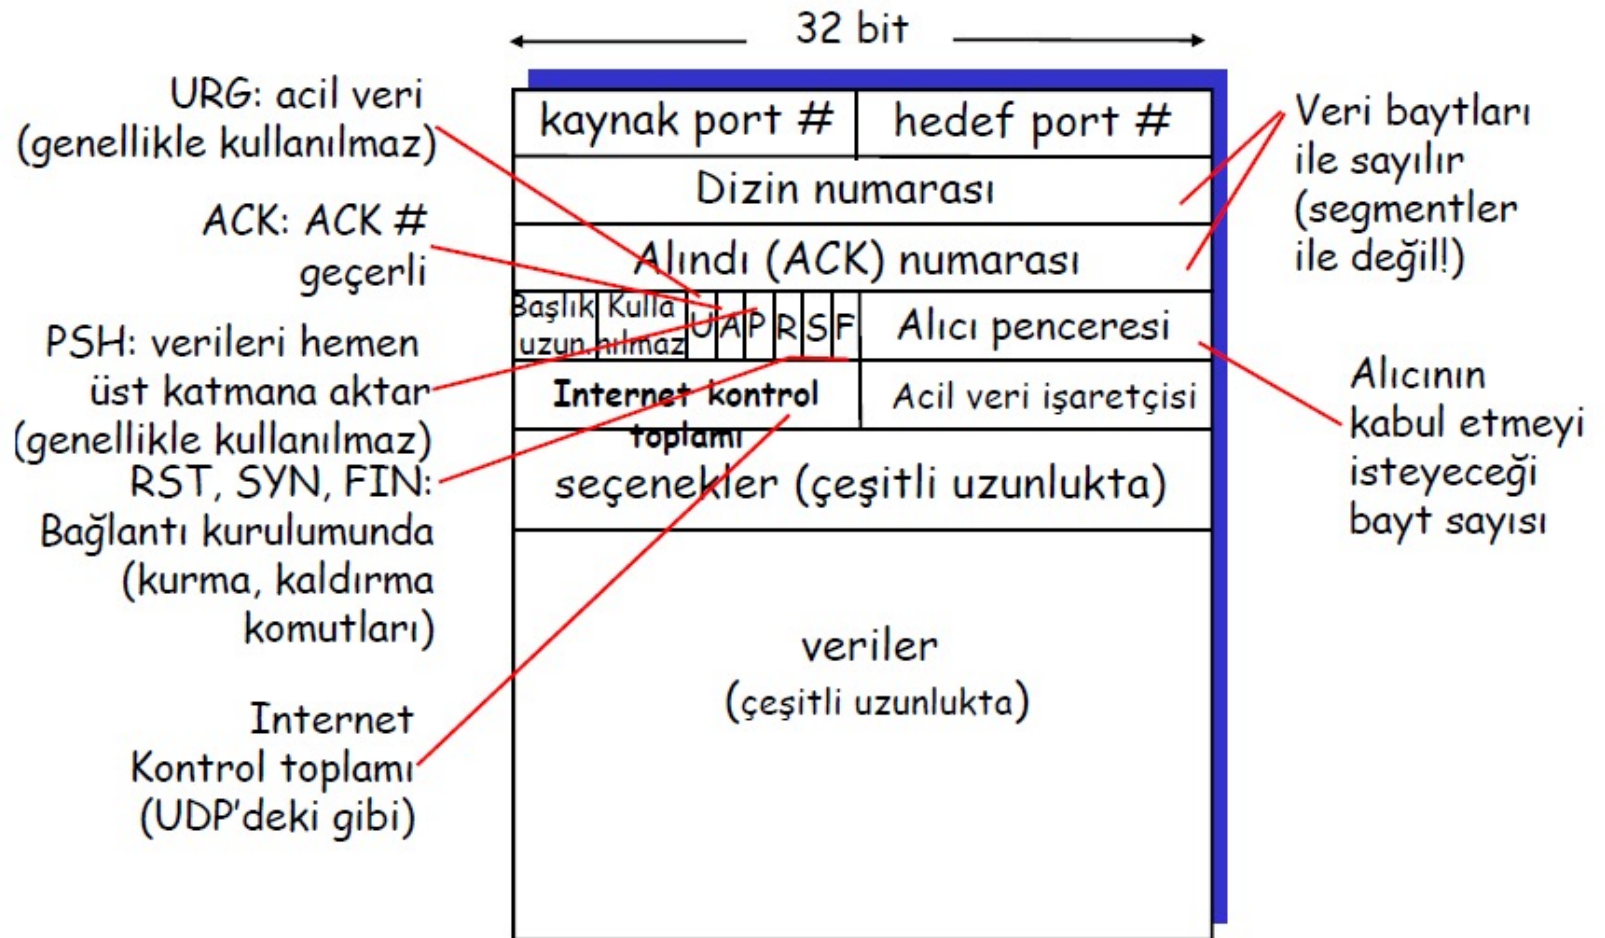 32 bit
URG: acil veri
(genellikle kullanılmaz)
ACK: ACK #
geçerli
PSH: verileri hemen
üst katmana aktar
(genellikle kullanılmaz)
RST, SYN, FIN:
Bağlantı kurulumunda
(kurma, kaldırma
komutları)
Internet
Kontrol toplamı
(UDP'deki gibi)
kaynak port #
hedef port #
Dizin numarası
Alındı (ACK) numarası
Başlık
uzun.
Kulla
nılmaz
U A P R S F
Alıcı penceresi
Internet kontrol
toplamı
Acil veri işaretçisi
seçenekler (çeşitli uzunlukta)
veriler
(çeşitli uzunlukta)
Veri baytları
ile sayılır
(segmentler
ile değil!)
Alıcının
kabul etmeyi
isteyeceği
bayt sayısı